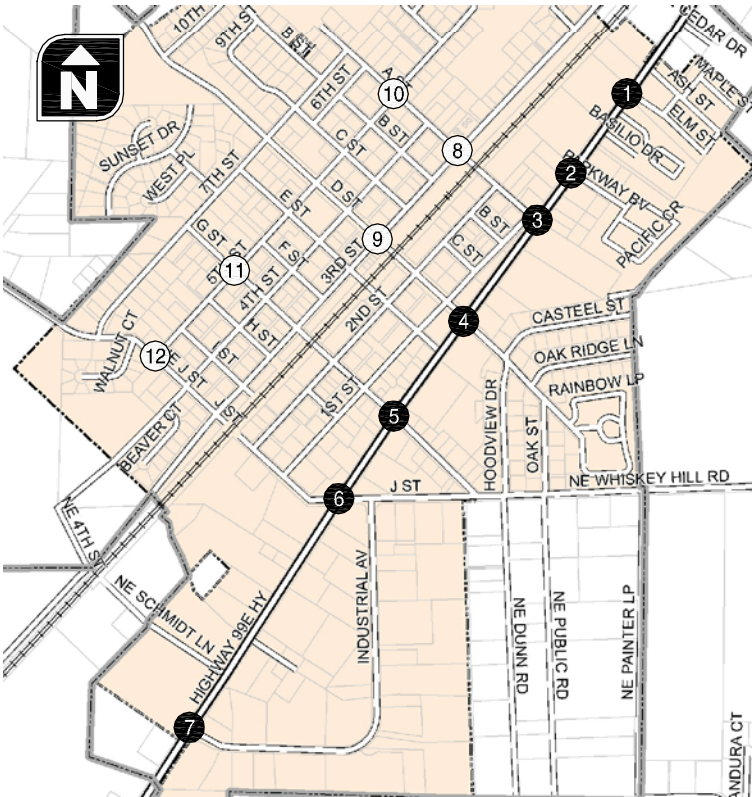 N
10TH
9TH S
B ST
CEDAR DR
MAPLE S
ASH ST
ELM ST
6TH ST
A
10
1
BASILIO DR
SUNSET DR
WEST PL
7TH ST
C ST
B ST
8
PARKWAY BV
2
E ST
D ST
B ST
3
PACIFIC CR
G ST
5
ST
F ST
3RD ST
9
C ST
11
4TH ST
2ND ST
CASTEEL ST
4
WALNUT CT
12
H ST
I ST
OAK RIDGE LN
E J ST
J ST
1ST ST
RAINBOW LP
5
BEAVER CT
HOODVIEW DR
OAK ST
NE WHISKEY HILL RD
6
J ST
NE 4TH ST
NE SCHMIDT LN
HIGHWAY 99E HY
INDUSTRIAL AV
NE DUNN RD
NE PUBLIC RD
NE PAINTER LP
7
ANDURA CT